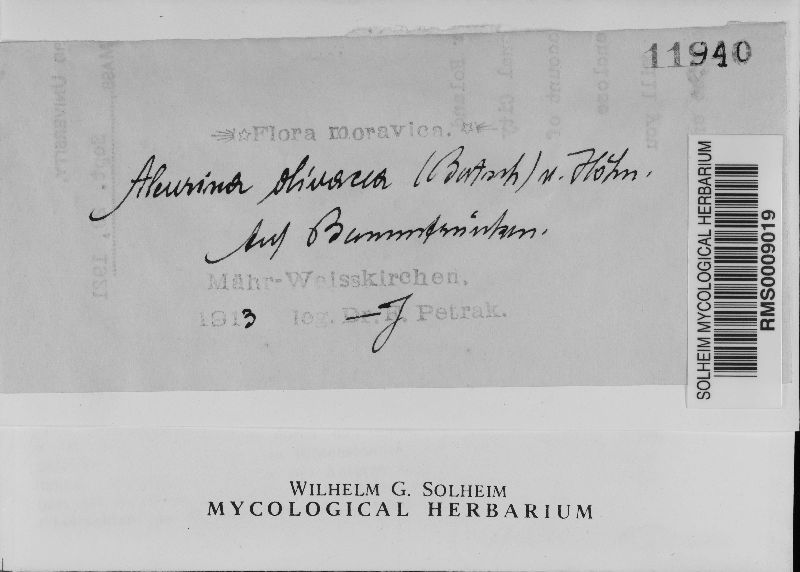 11940
Flora moravica.
Aleurina olivacea (Batsch) v. Höhn.
Auf Baumstrünken.
Mähr-Weisskirchen,
1913 leg. Dr. F. Petrak.
J
SOLHEIM MYCOLOGICAL HERBARIUM
RMS0009019
WILHELM G. SOLHEIM
MYCOLOGICAL HERBARIUM